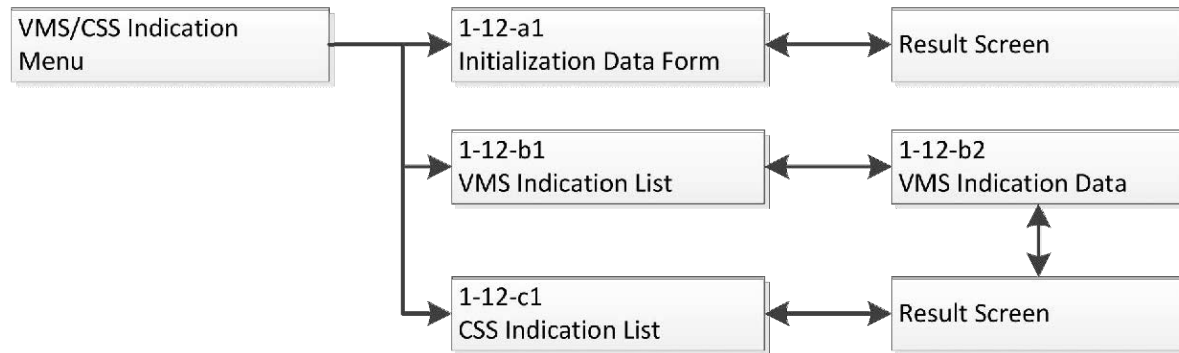 VMS/CSS Indication
Menu
1-12-a1
Initialization Data Form
Result Screen
1-12-b1
VMS Indication List
1-12-b2
VMS Indication Data
1-12-c1
CSS Indication List
Result Screen